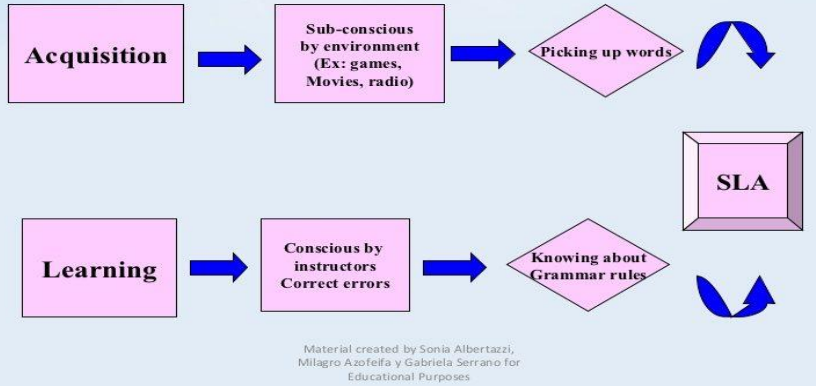 Acquisition
Sub-conscious
by environment
(Ex: games,
Movies, radio)
Picking up words
SLA
Learning
Conscious by
instructors
Correct errors
Knowing about
Grammar rules
Material created by Sonia Albertazzi,
Milagro Azofeifa y Gabriela Serrano for
Educational Purposes